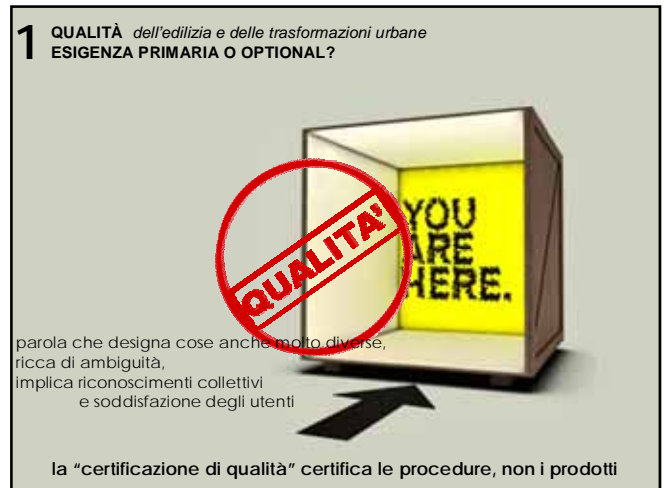 1 QUALITÀ dell'edilizia e delle trasformazioni urbane
ESIGENZA PRIMARIA O OPTIONAL?
YOU
ARE
HERE.
QUALITA'
parola che designa cose anche molto diverse,
ricca di ambiguità,
implica riconoscimenti collettivi
e soddisfazione degli utenti
la “certificazione di qualità” certifica le procedure, non i prodotti